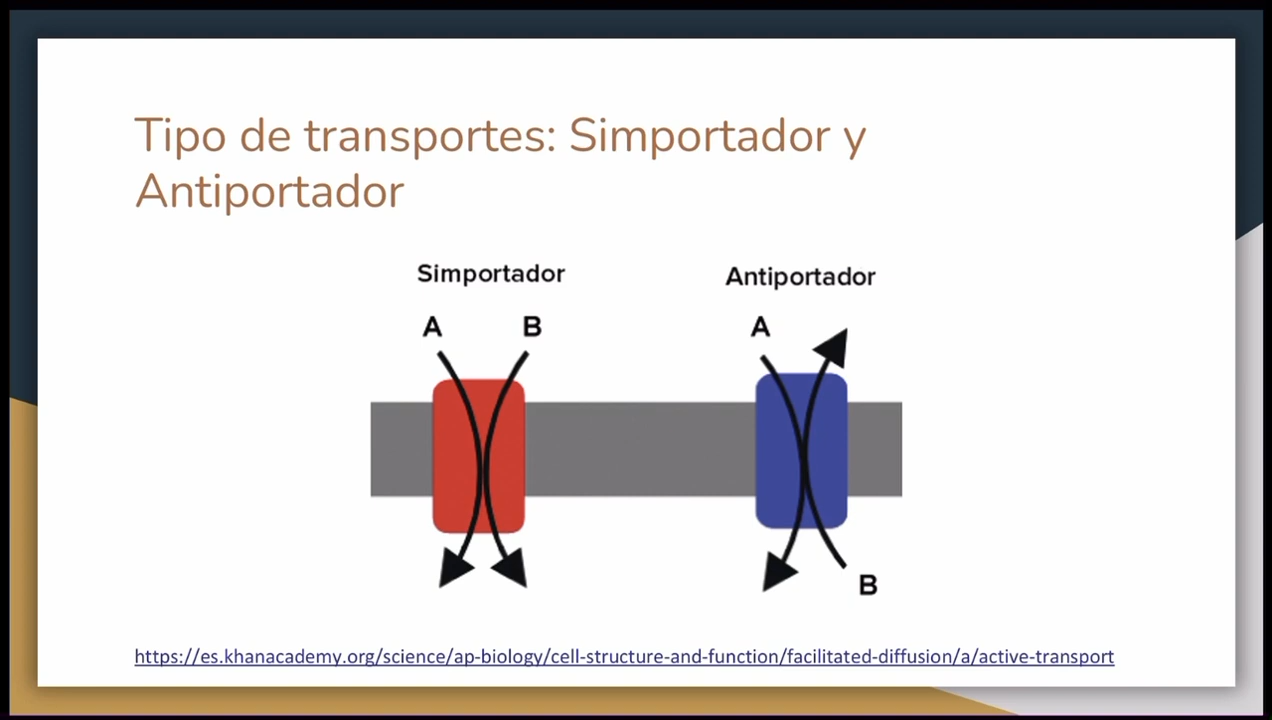 Tipo de transportes: Simportador y
Antiportador
Simportador
Antiportador
A
B
A
B
https://es.khanacademy.org/science/ap-biology/cell-structure-and-function/facilitated-diffusion/a/active-transport